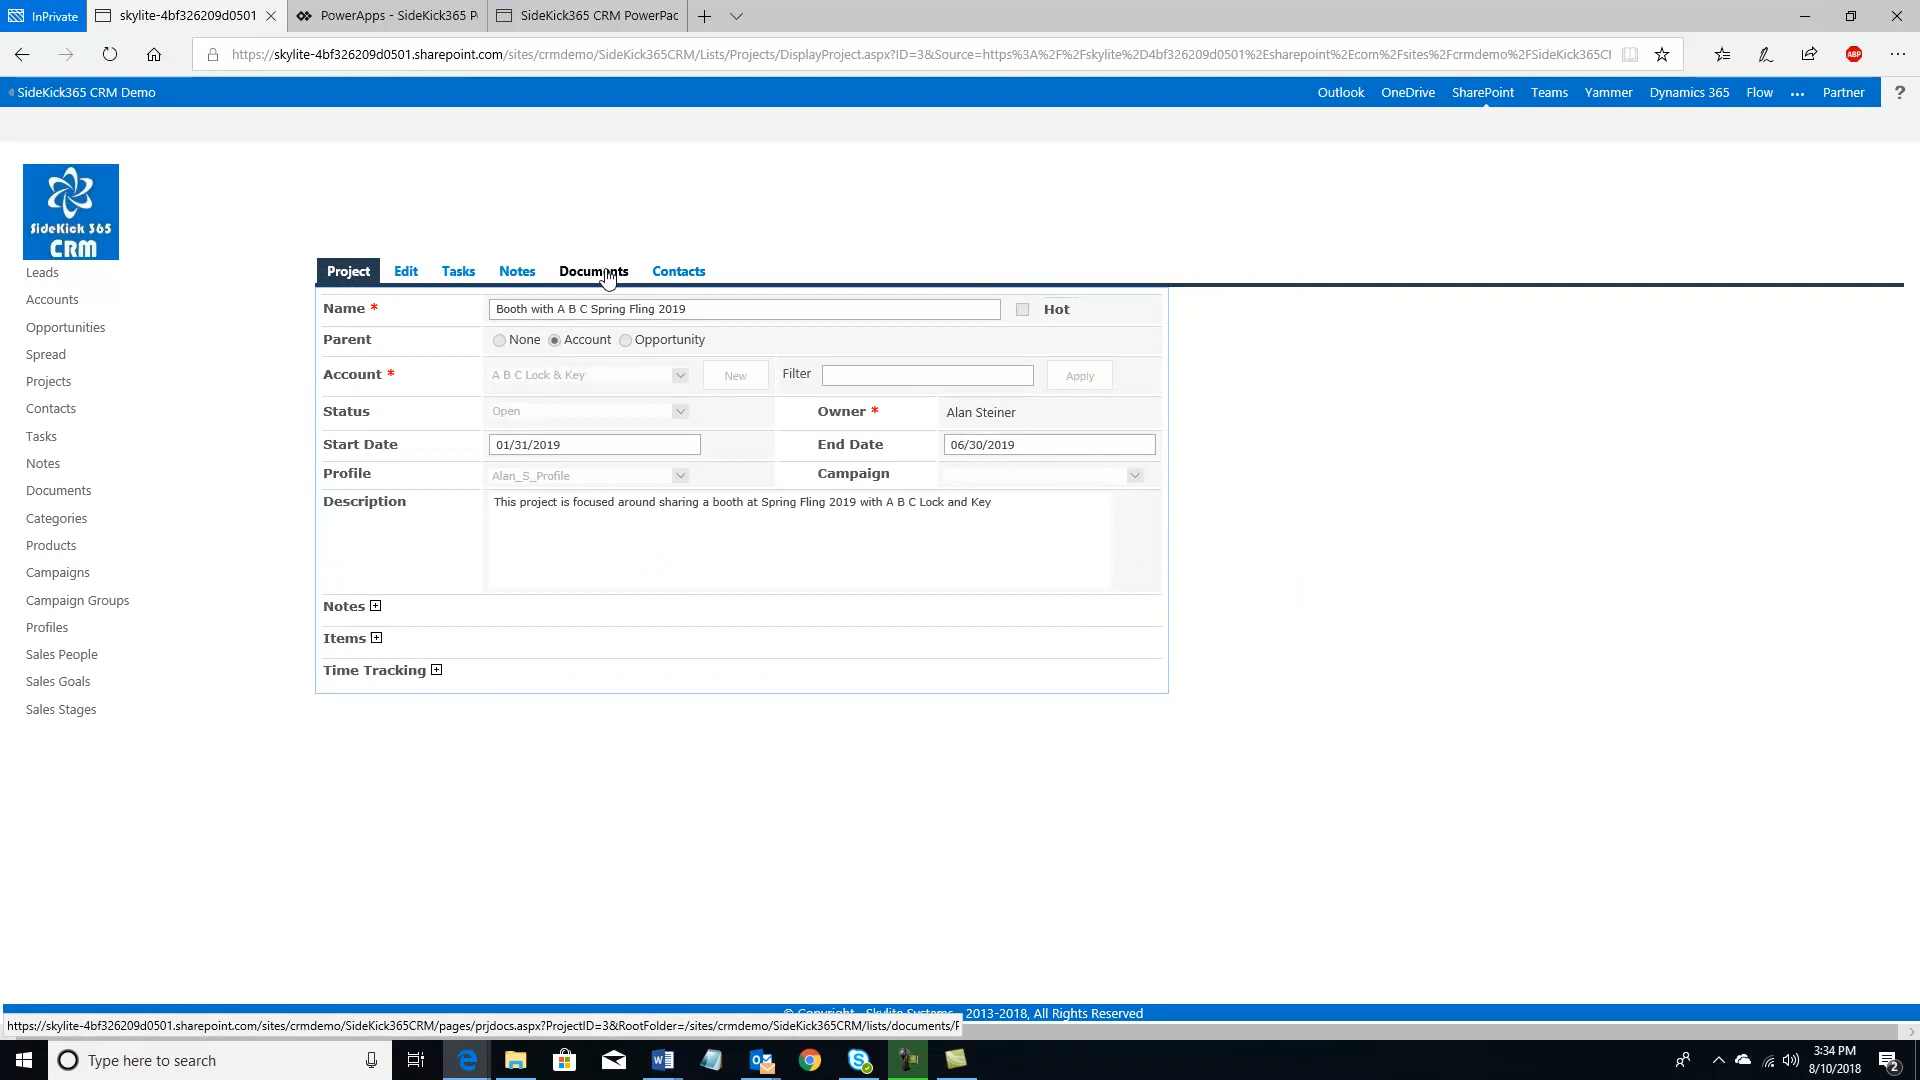 InPrivate
skylite-4bf326209d0501
PowerApps - SideKick365 P
SideKick365 CRM PowerPac
https://skylite-4bf326209d0501.sharepoint.com/sites/crmdemo/SideKick365CRM/Lists/Projects/DisplayProject.aspx?ID=3&Source=https%3A%2F%2Fskylite%2D4bf326209d0501%2Esharepoint%2Ecom%2Fsites%2Fcrmdemo%2FSideKick365Cl
ABP
SideKick365 CRM Demo
Outlook OneDrive SharePoint Teams Yammer Dynamics 365 Flow ... Partner ?
SideKick 365
CRM
Leads
Accounts
Opportunities
Spread
Projects
Contacts
Tasks
Notes
Documents
Categories
Products
Campaigns
Campaign Groups
Profiles
Sales People
Sales Goals
Sales Stages
Project Edit Tasks Notes Documents Contacts
Name * Booth with A B C Spring Fling 2019 Hot
Parent None Account Opportunity
Account * A B C Lock & Key New Filter Apply
Status Open Owner * Alan Steiner
Start Date 01/31/2019 End Date 06/30/2019
Profile Alan_S_Profile Campaign
Description This project is focused around sharing a booth at Spring Fling 2019 with A B C Lock and Key
Notes
Items
Time Tracking
© Copyright - Skylite Systems - 2013-2018, All Rights Reserved
https://skylite-4bf326209d0501.sharepoint.com/sites/crmdemo/SideKick365CRM/pages/prjdocs.aspx?ProjectID=3&RootFolder=/sites/crmdemo/SideKick365CRM/lists/documents/F
Type here to search
3:34 PM
8/10/2018
2